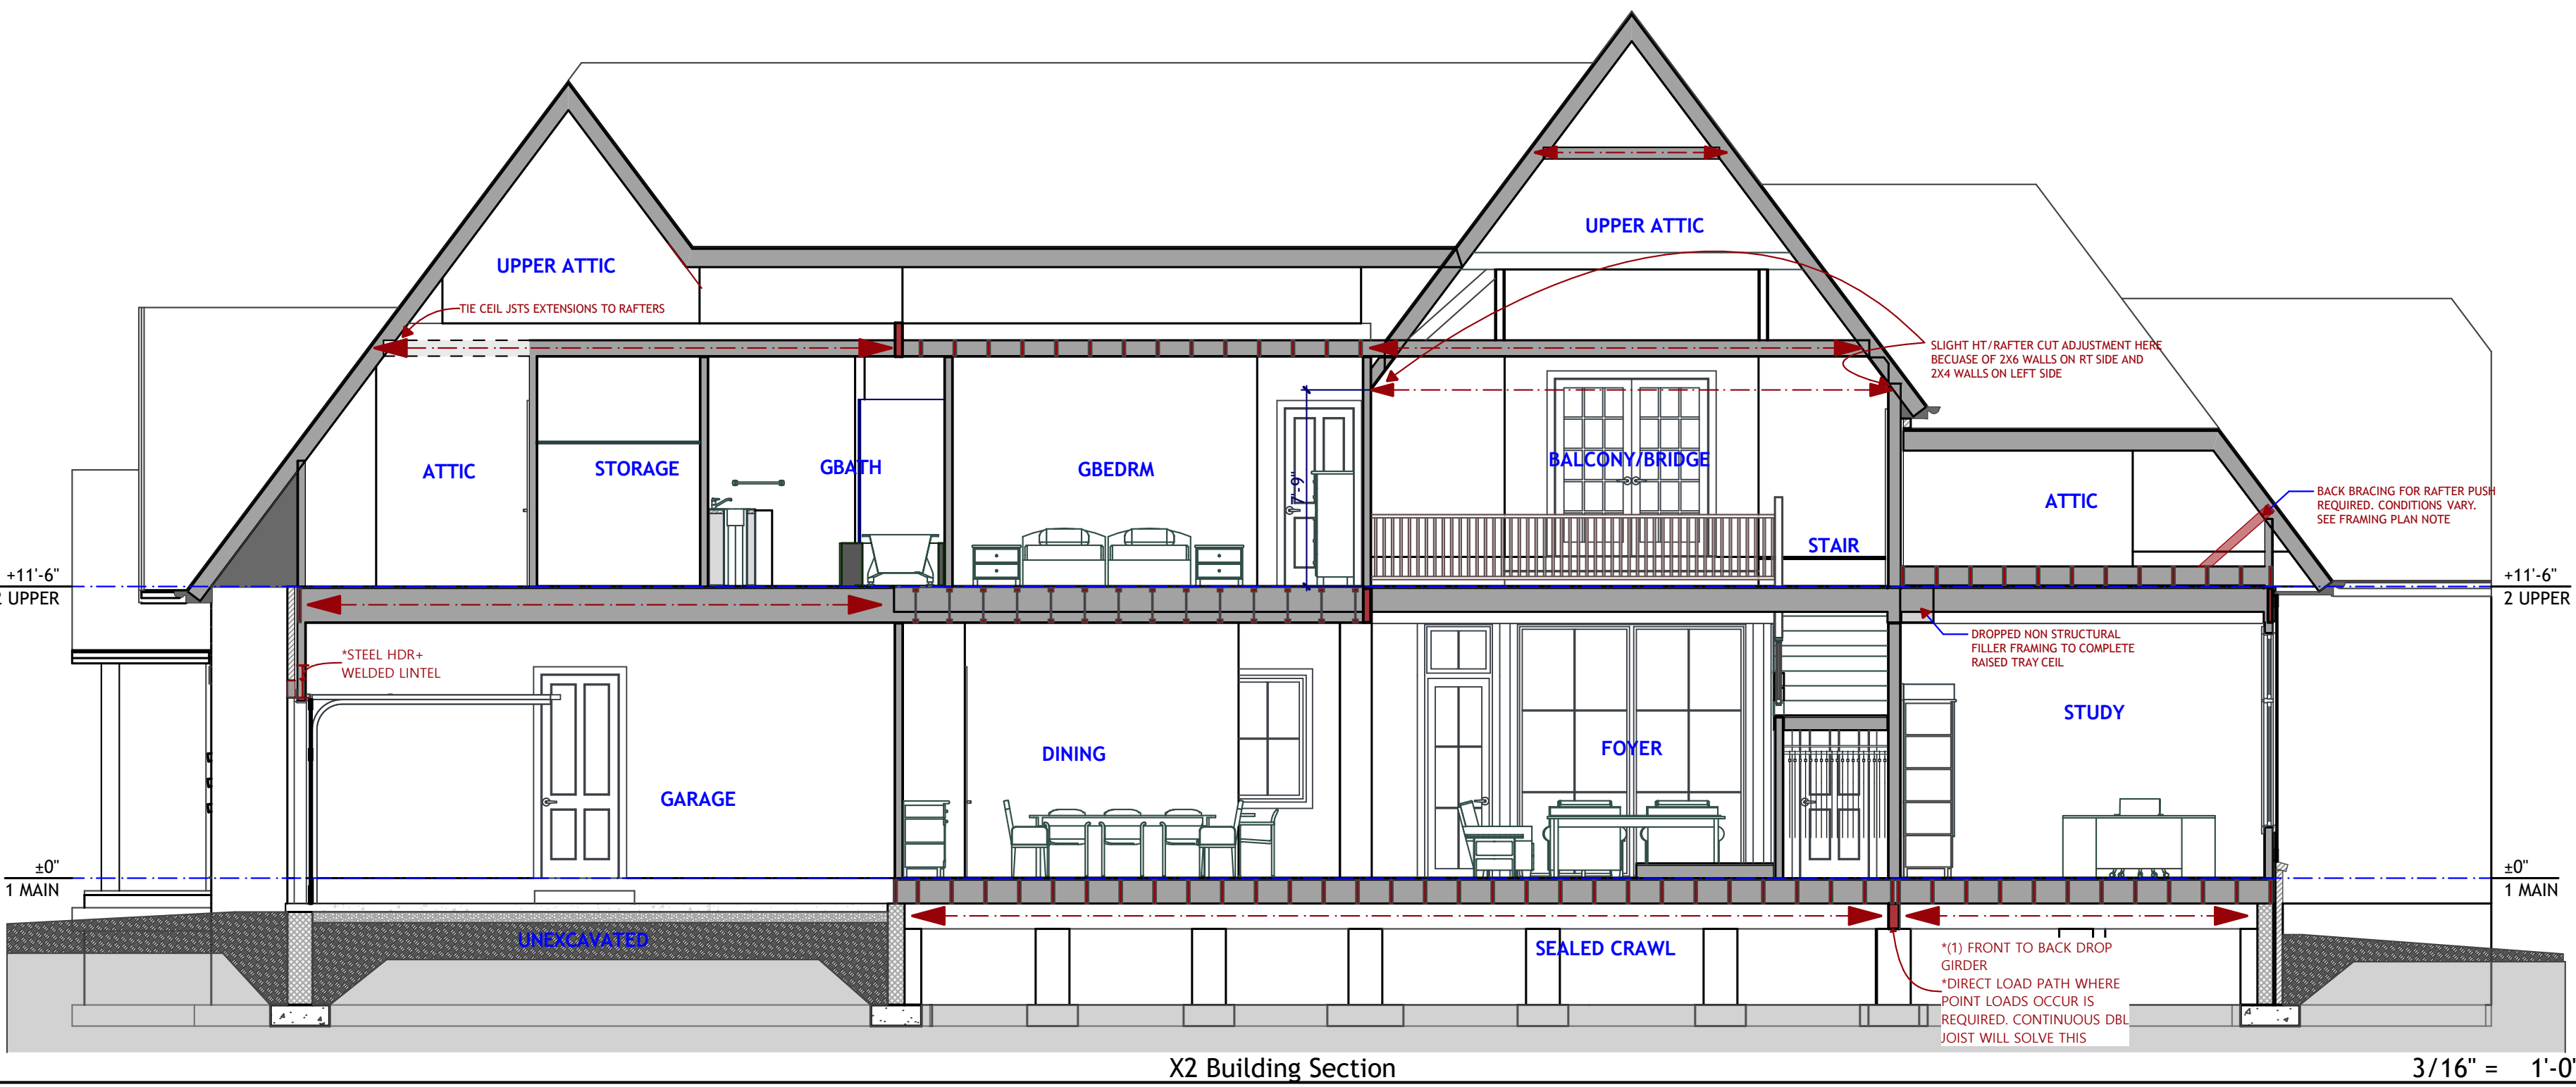 UPPER ATTIC
UPPER ATTIC
TIE CEIL JSTS EXTENSIONS TO RAFTERS
SLIGHT HT/RAFTER CUT ADJUSTMENT HERE
BECUASE OF 2X6 WALLS ON RT SIDE AND
2X4 WALLS ON LEFT SIDE
ATTIC
STORAGE
GBATH
GBEDRM
7'-9"
BALCONY/BRIDGE
STAIR
ATTIC
BACK BRACING FOR RAFTER PUSH
REQUIRED. CONDITIONS VARY.
SEE FRAMING PLAN NOTE
+11'-6"
2 UPPER
+11'-6"
2 UPPER
*STEEL HDR+
WELDED LINTEL
DROPPED NON STRUCTURAL
FILLER FRAMING TO COMPLETE
RAISED TRAY CEIL
GARAGE
DINING
FOYER
STUDY
±0"
1 MAIN
±0"
1 MAIN
UNEXCAVATED
SEALED CRAWL
*(1) FRONT TO BACK DROP
GIRDER
*DIRECT LOAD PATH WHERE
POINT LOADS OCCUR IS
REQUIRED. CONTINUOUS DBL
JOIST WILL SOLVE THIS
X2 Building Section
3/16" = 1'-0"